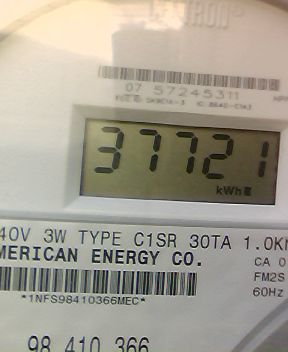 TRON
07 57245311
37721
kWh
40V 3W TYPE C1SR 30TA 1.0K
MERICAN ENERGY CO.
CA 0
FM2S
60Hz
*1NFS98410366MEC*
98 410 366